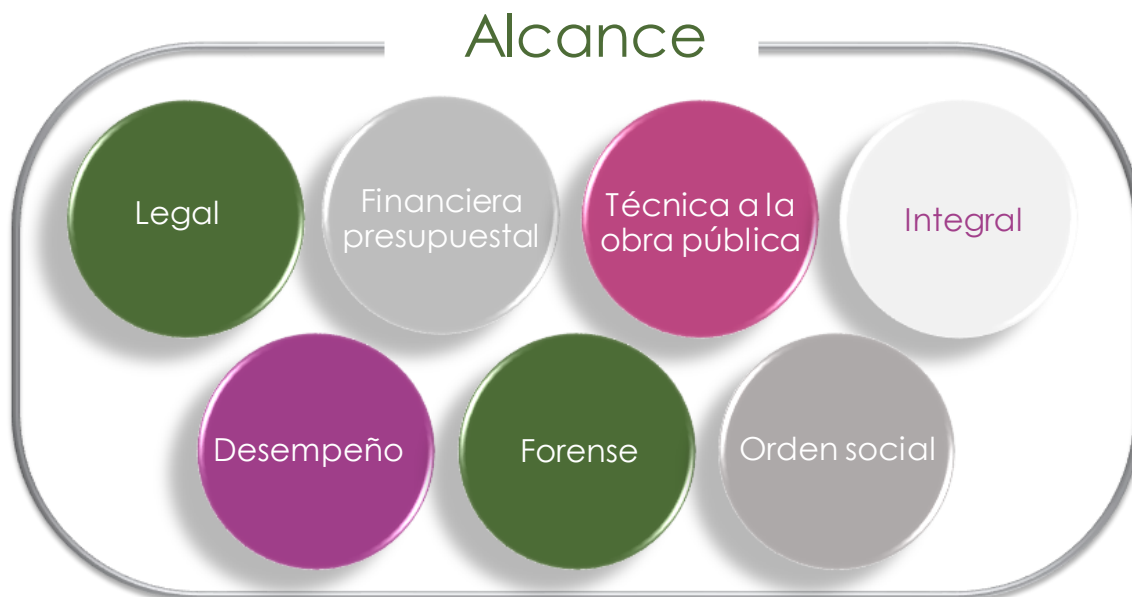 Alcance
Legal
Financiera
presupuestal
Técnica a la
obra pública
Integral
Desempeño
Forense
Orden social